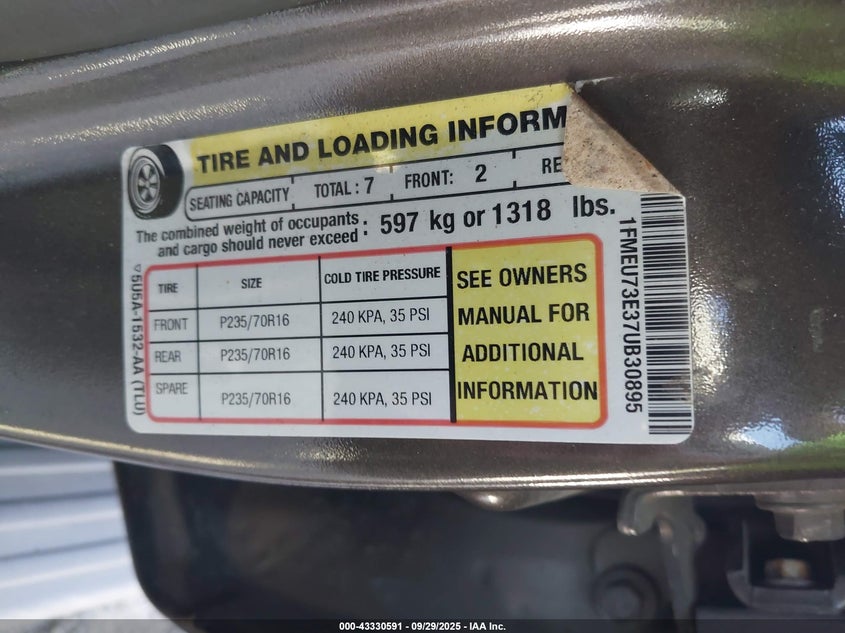 TIRE AND LOADING INFORM
SEATING CAPACITY TOTAL : 7 FRONT: 2 RE
The combined weight of occupants
and cargo should never exceed : 597 kg or 1318 lbs.
TIRE SIZE COLD TIRE PRESSURE
FRONT P235/70R16 240 KPA, 35 PSI
REAR P235/70R16 240 KPA, 35 PSI
SPARE P235/70R16 240 KPA, 35 PSI
SEE OWNERS
MANUAL FOR
ADDITIONAL
INFORMATION
5U5A-1532-AA (TLU)
1FMEU73E37UB30895
000-43330591 - 09/29/2025 - IAA Inc.